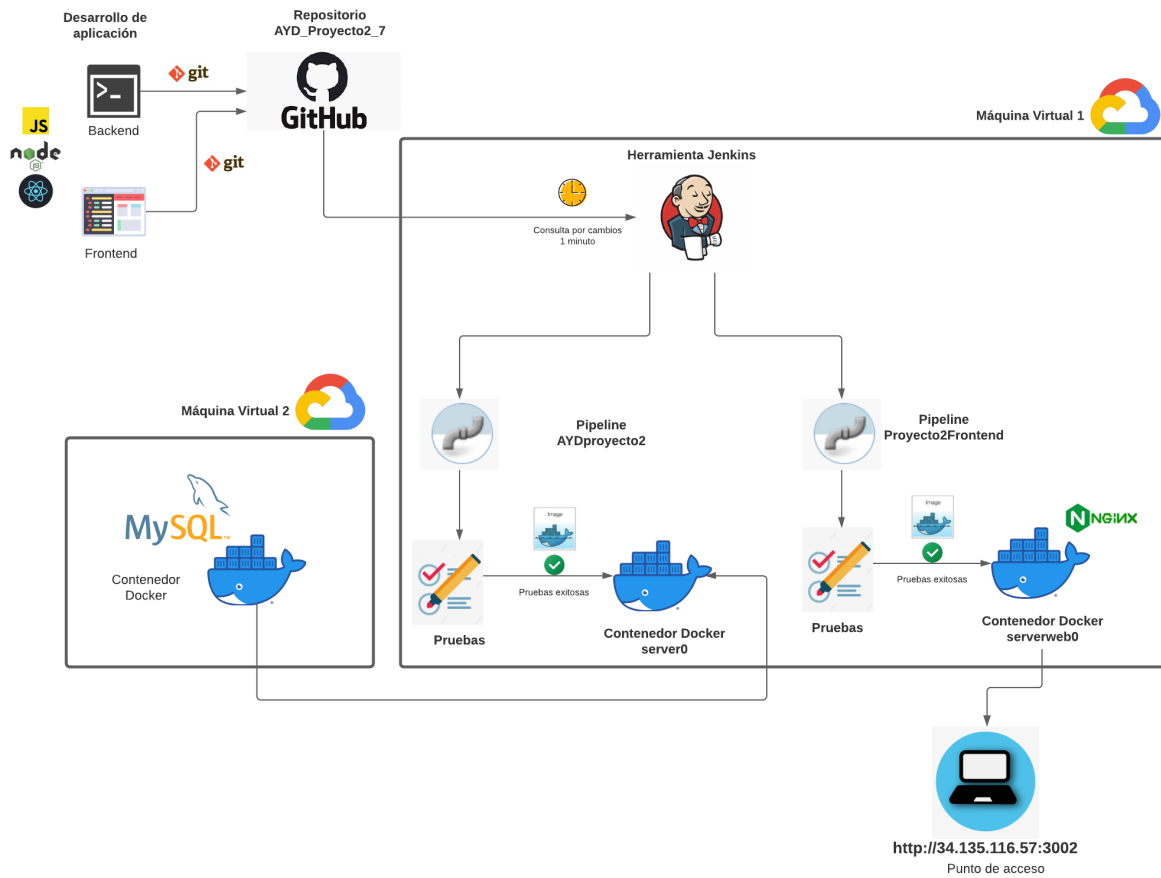 Desarrollo de
aplicación
Repositorio
AYD_Proyecto2_7
git
GitHub
Backend
JS
node
JS
git
Frontend
Máquina Virtual 1
Herramienta Jenkins
Consulta por cambios
1 minuto
Máquina Virtual 2
Pipeline
AYDproyecto2
Pipeline
Proyecto2Frontend
MySQL
Contenedor
Docker
Image
Pruebas exitosas
Pruebas
Contenedor Docker
server0
Image
NGINX
Pruebas exitosas
Pruebas
Contenedor Docker
serverweb0
http://34.135.116.57:3002
Punto de acceso